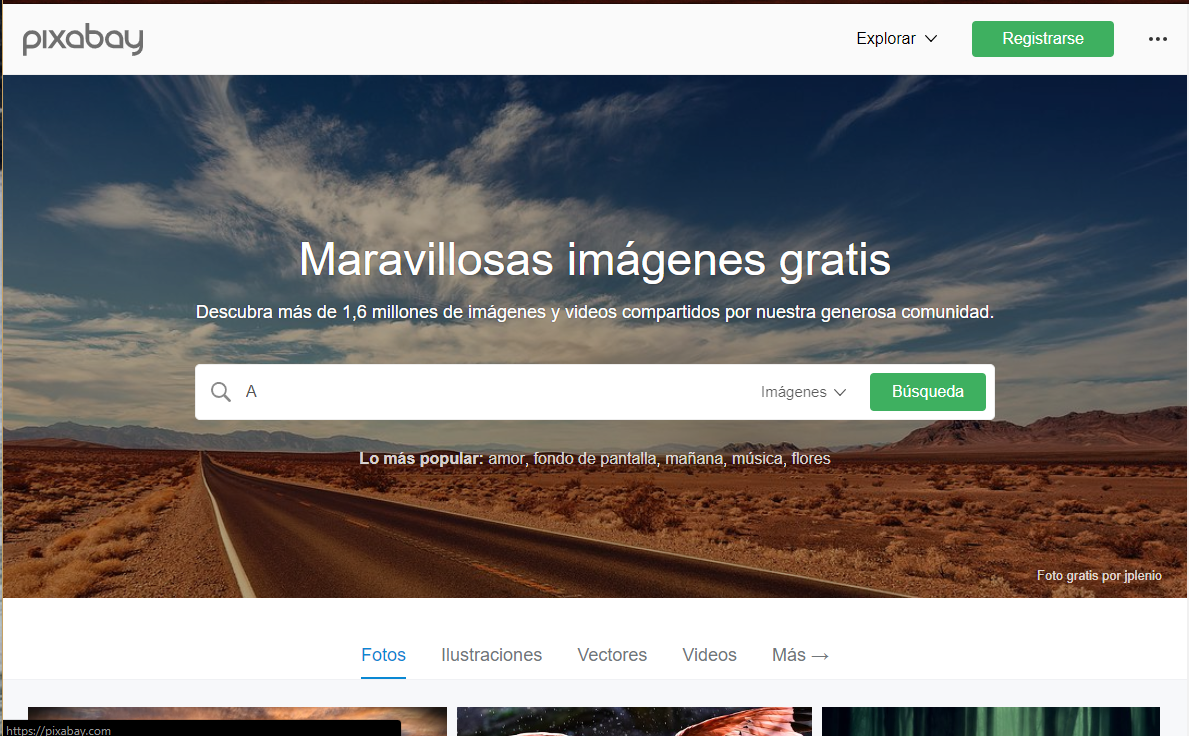 pixabay
Explorar
Registrarse
Maravillosas imágenes gratis
Descubra más de 1,6 millones de imágenes y videos compartidos por nuestra generosa comunidad.
A
Imágenes
Búsqueda
Lo más popular: amor, fondo de pantalla, mañana, música, flores
Foto gratis por jplenio
Fotos Ilustraciones Vectores Videos Más →
https://pixabay.com